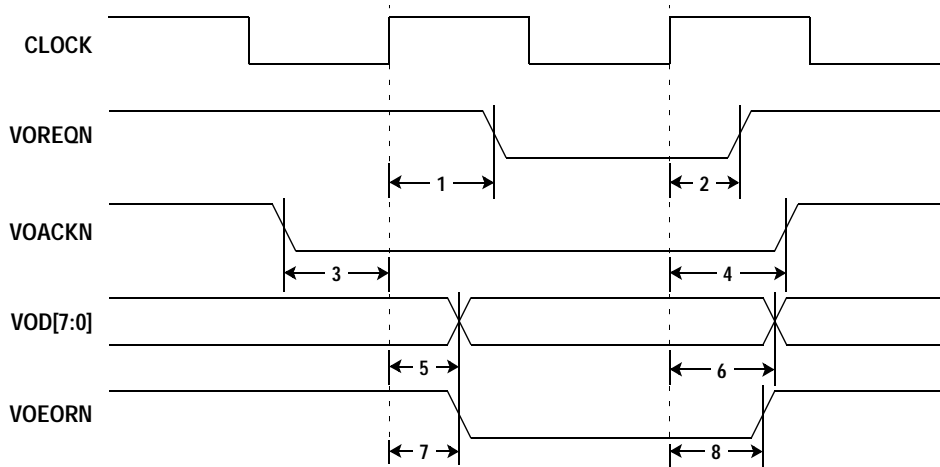 CLOCK
VOREQN
1
2
VOACKN
3
4
VOD[7:0]
5
6
VOEORN
7
8